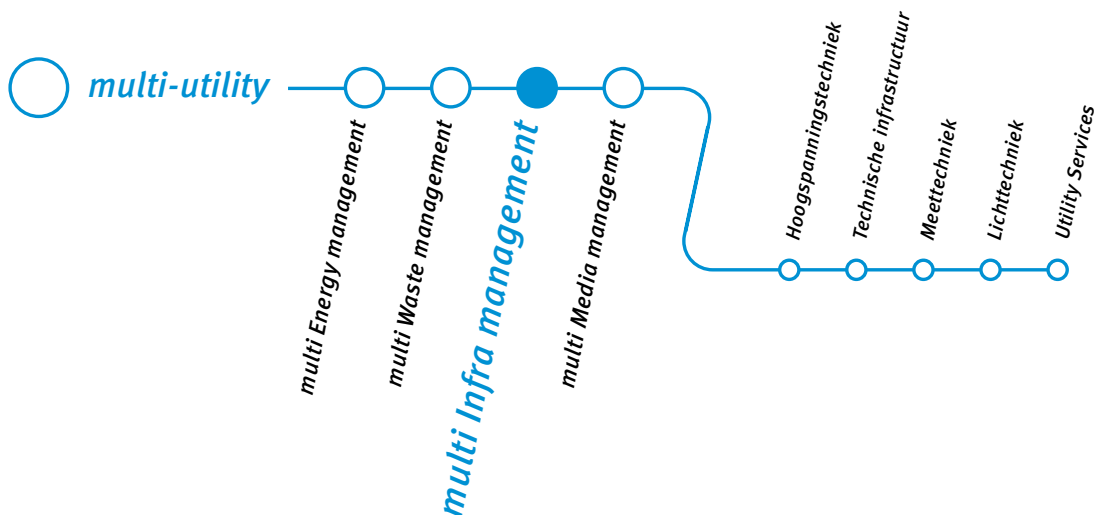 multi-utility
multi Energy management
multi Waste management
multi Infra management
multi Media management
Hoogspanningstechniek
Technische infrastructuur
Meettechniek
Lichttechniek
Utility Services